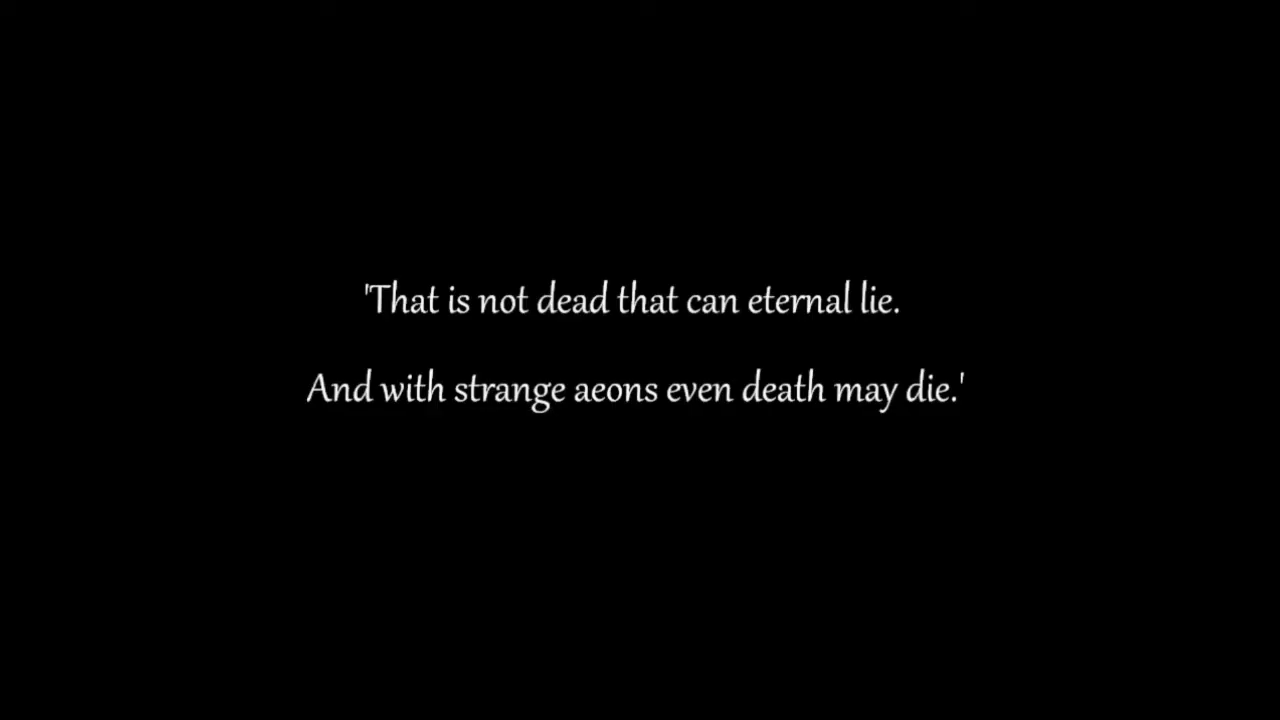 'That is not dead that can eternal lie.
And with strange aeons even death may die.'